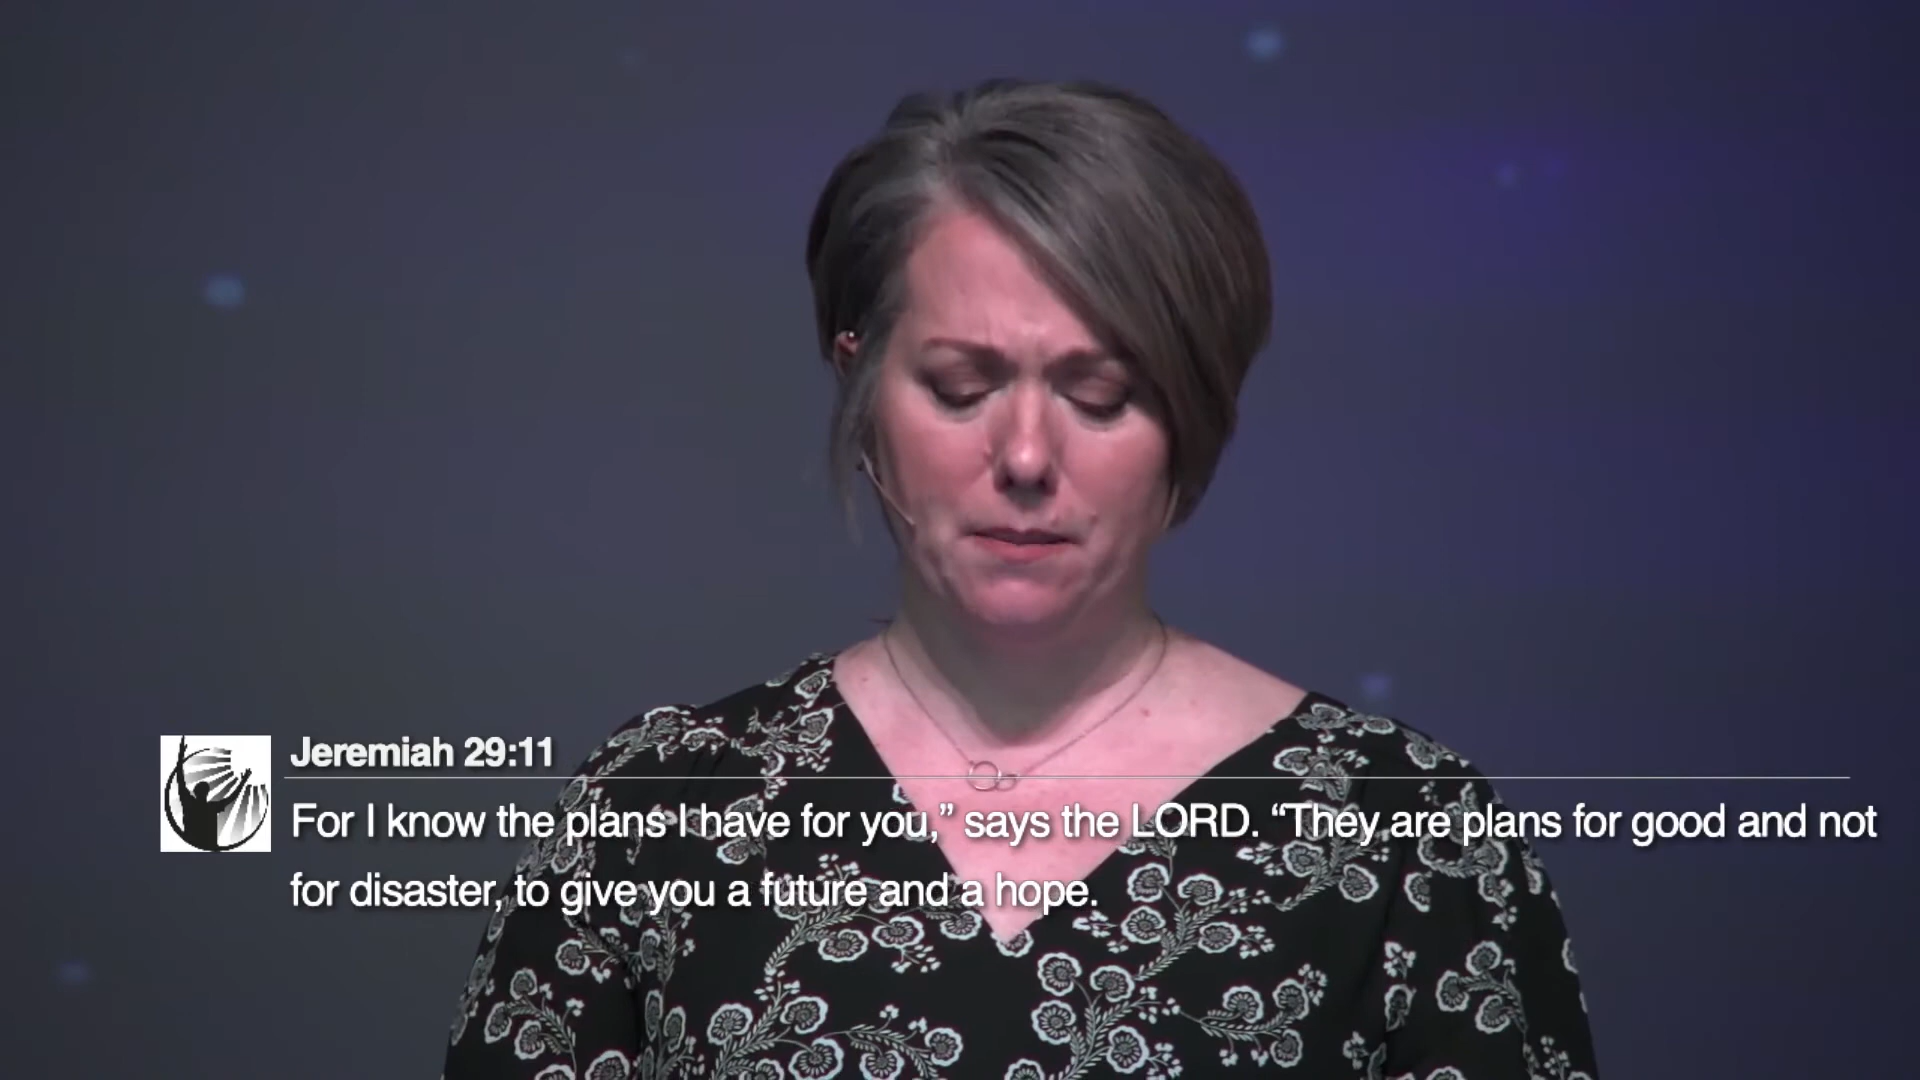 Jeremiah 29:11
For I know the plans I have for you,” says the LORD. “They are plans for good and not
for disaster, to give you a future and a hope.